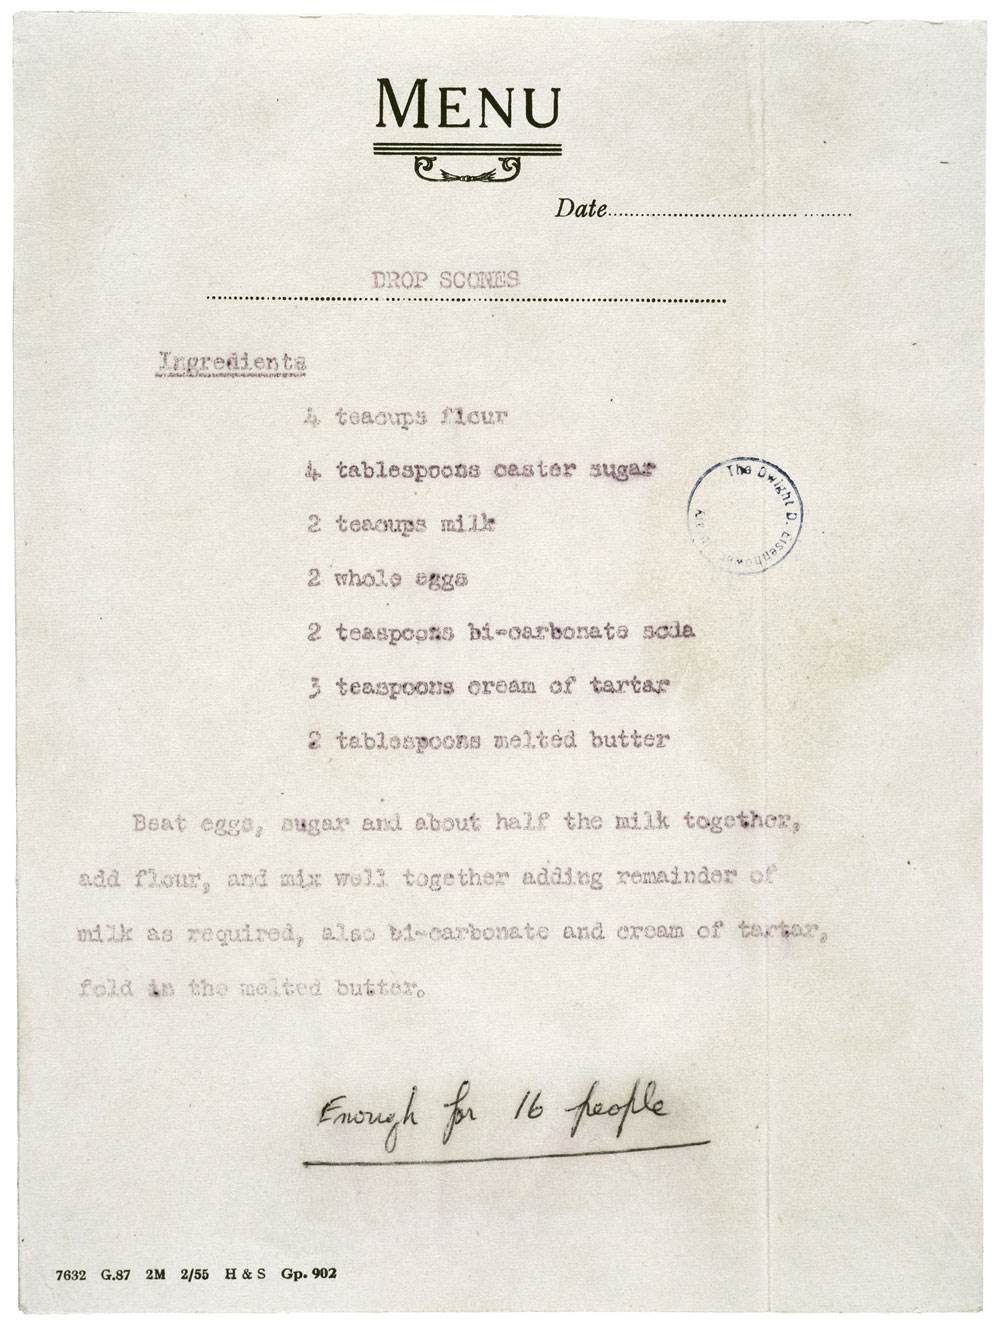 MENU
Date
DROP SCONES
Ingredients
4 teacups flour
4 tablespoons caster sugar
2 teacups milk
2 whole eggs
2 teaspoons bi-carbonate soda
3 teaspoons cream of tartar
2 tablespoons melted butter
The Dwight D. Eisenhower
Beat eggs, sugar and about half the milk together,
add flour, and mix well together adding remainder of
milk as required, also bi-carbonate and cream of tartar,
fold in the melted butter.
Enough for 16 people
7632 G.87 2M 2/55 H & S Gp. 902